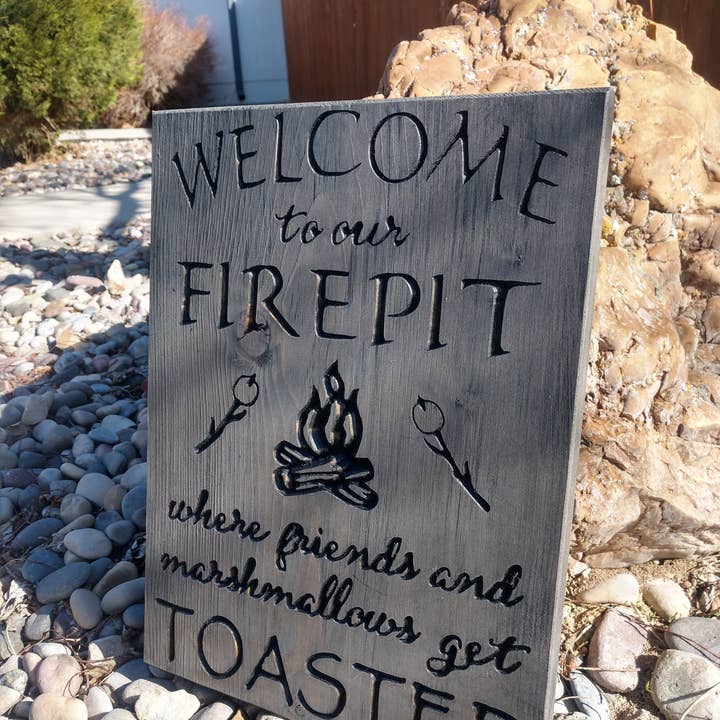 WELCOME
to our
FIREPIT
where friends and
marshmallows get
TOASTED